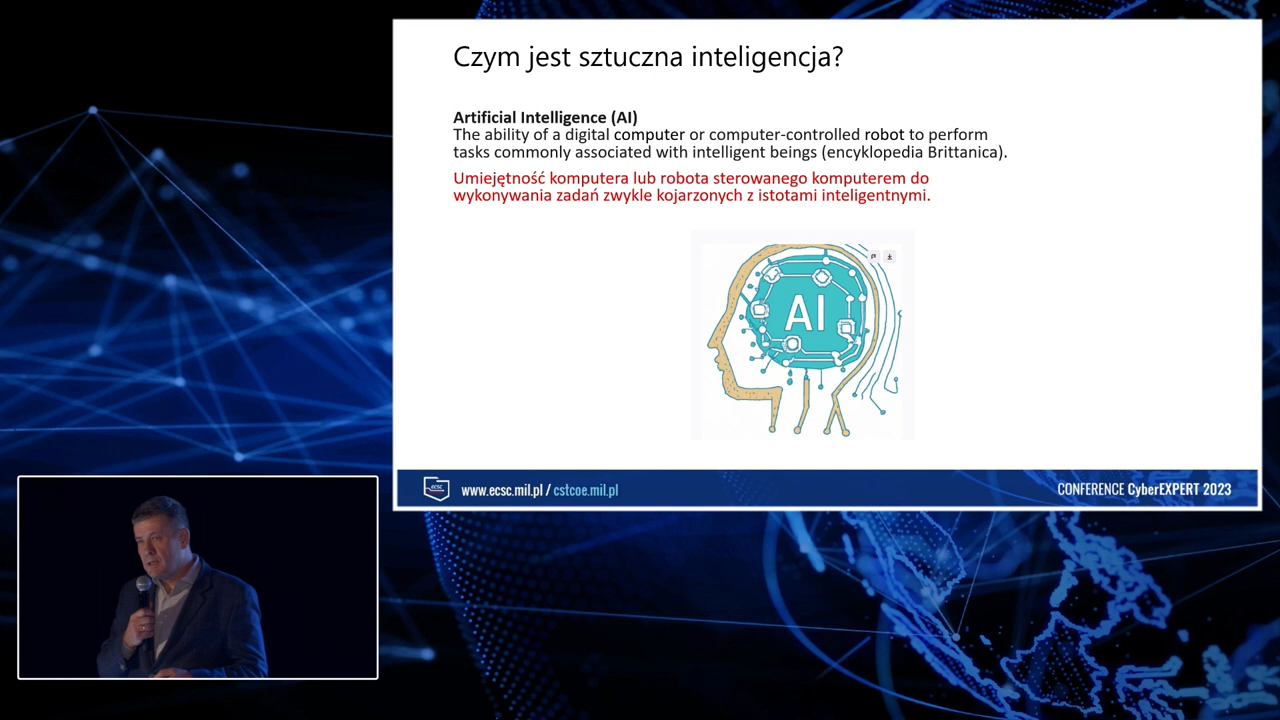 Czym jest sztuczna inteligencja?
Artificial Intelligence (AI)
The ability of a digital computer or computer-controlled robot to perform
tasks commonly associated with intelligent beings (encyklopedia Brittanica).
Umiejętność komputera lub robota sterowanego komputerem do
wykonywania zadań zwykle kojarzonych z istotami inteligentnymi.
AI
ecsc
www.ecsc.mil.pl / cstcoe.mil.pl
CONFERENCE CyberEXPERT 2023